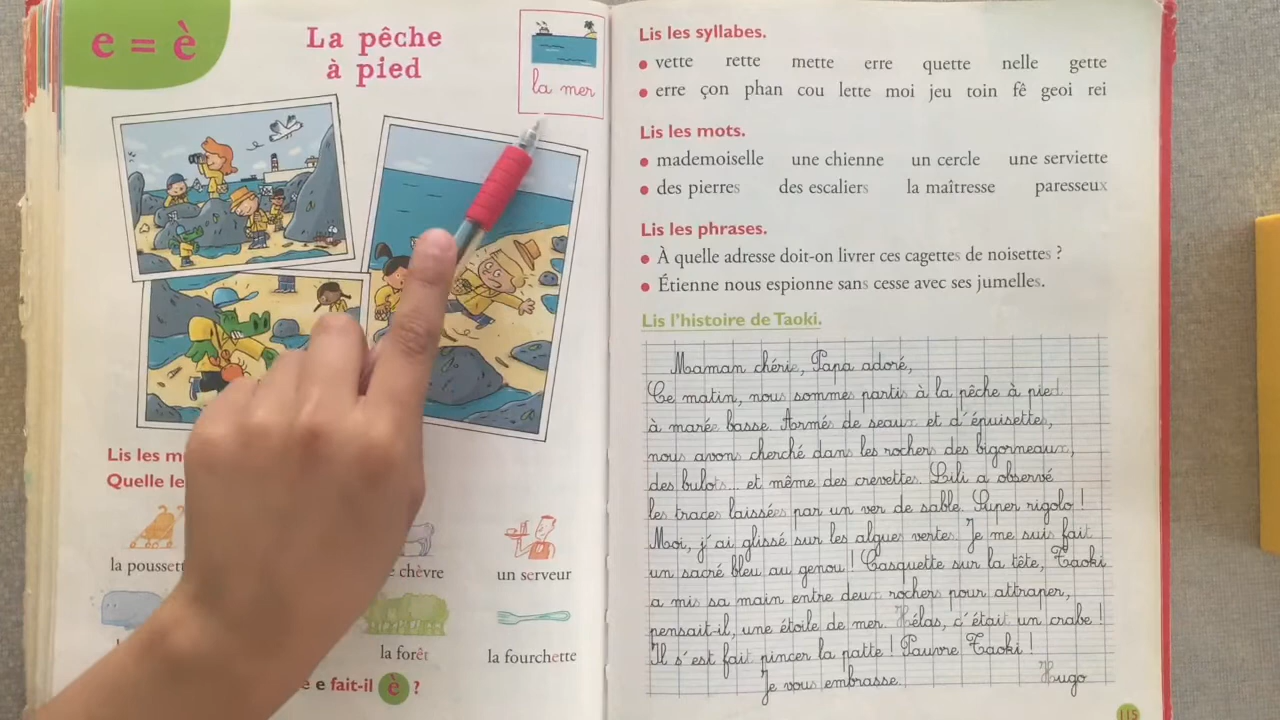 e = è
La pêche
à pied
la mer
Lis les m
Quelle le
la poussett
chèvre
un serveur
la forêt
la fourchette
e fait-il è ?
Lis les syllabes.
vette rette mette erre quette nelle gette
erre çon phan cou lette moi jeu toin fê geoi rei
Lis les mots.
mademoiselle une chienne un cercle une serviette
des pierres des escaliers la maîtresse paresseux
Lis les phrases.
À quelle adresse doit-on livrer ces cagettes de noisettes ?
Étienne nous espionne sans cesse avec ses jumelles.
Lis l'histoire de Taoki.
Maman chérie, Papa adoré,
Ce matin, nous sommes partis à la pêche à pied
à marée basse. Armés de seaux et d'épuisettes,
nous avons cherché dans les rochers des bigorneaux,
des bulots... et même des crevettes. Lili a observé
les traces laissées par un ver de sable. Super rigolo !
Moi, j'ai glissé sur les algues vertes. Je me suis fait
un sacré bleu au genou ! Casquette sur la tête, Taoki
a mis sa main entre deux rochers pour attraper,
pensait-il, une étoile de mer. Hélas, c'était un crabe !
Il s'est fait pincer la patte ! Pauvre Taoki !
Je vous embrasse. Hugo
115